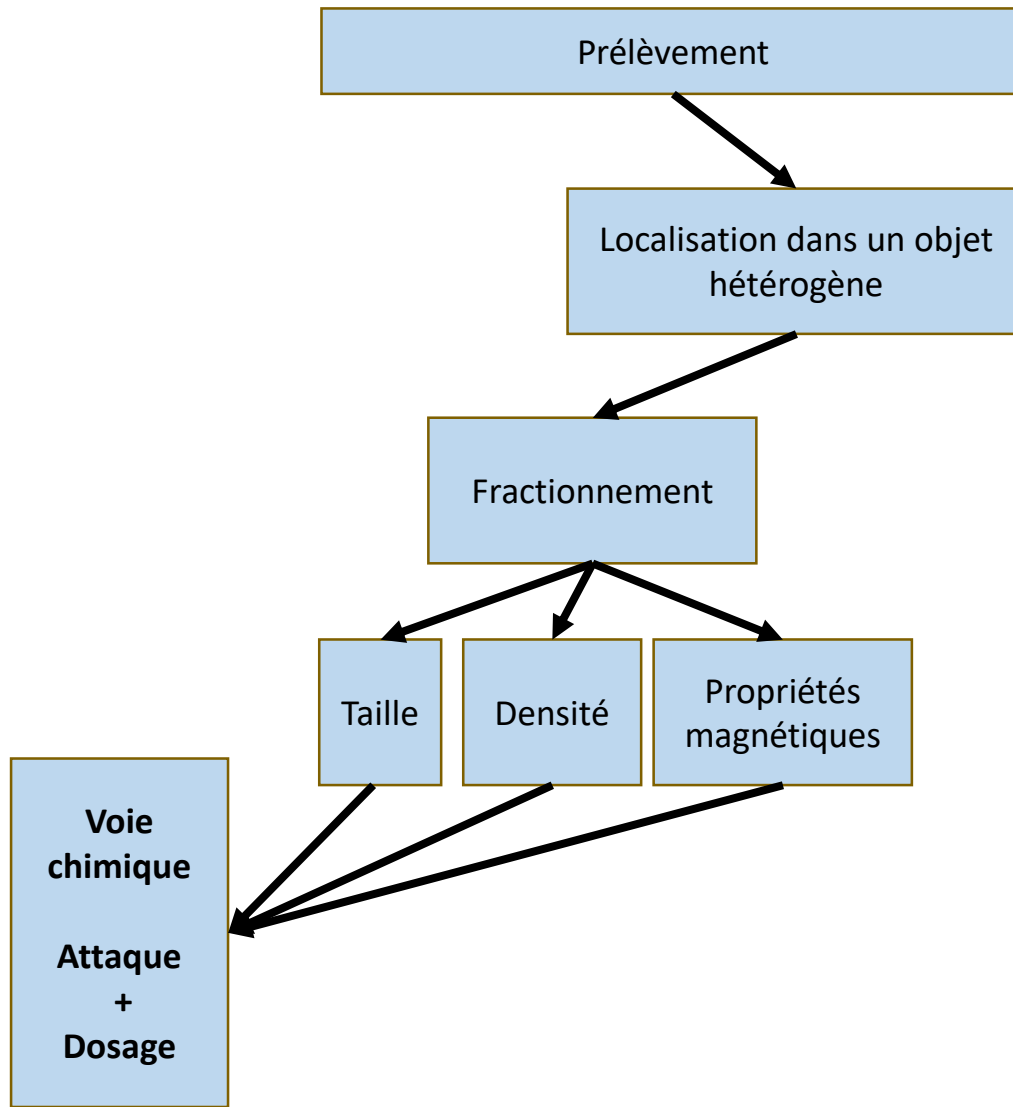 Prélèvement
Localisation dans un objet
hétérogène
Fractionnement
Taille
Densité
Propriétés
magnétiques
Voie
chimique
Attaque
+
Dosage